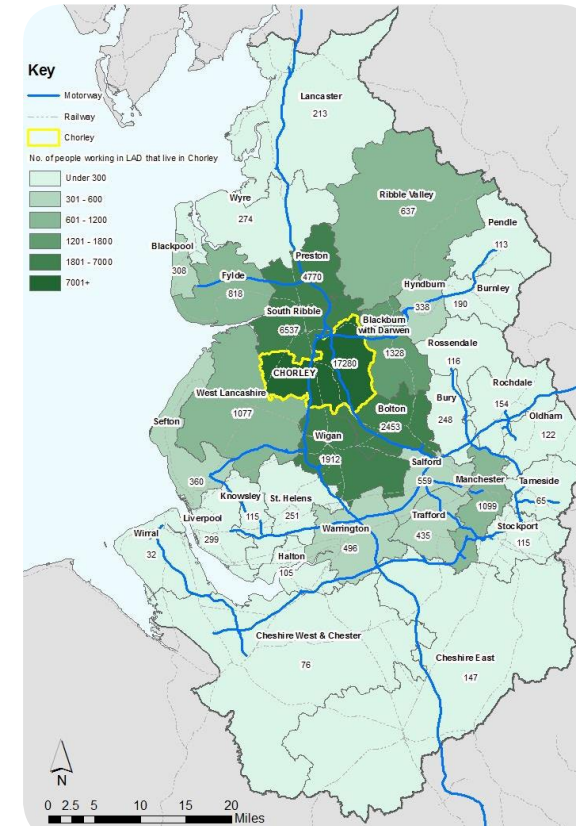 Key
Motorway
Railway
Chorley
No. of people working in LAD that live in Chorley
Under 300
301 - 600
601 - 1200
1201 - 1800
1801 - 7000
7001+
Lancaster
213
Wyre
274
Ribble Valley
637
Pendle
113
Blackpool
308
Fylde
818
Preston
4770
Hyndburn
338
Burnley
190
South Ribble
6537
Blackburn
with Darwen
1328
Rossendale
116
CHORLEY
17280
West Lancashire
1077
Bolton
2453
Bury
248
Rochdale
154
Oldham
122
Sefton
360
Wigan
1912
Salford
559
Manchester
1099
Tameside
65
Knowsley
115
St. Helens
251
Liverpool
299
Warrington
496
Trafford
435
Stockport
115
Wirral
32
Halton
105
Cheshire West & Chester
76
Cheshire East
147
N
0 2.5 5 10 15 20
Miles